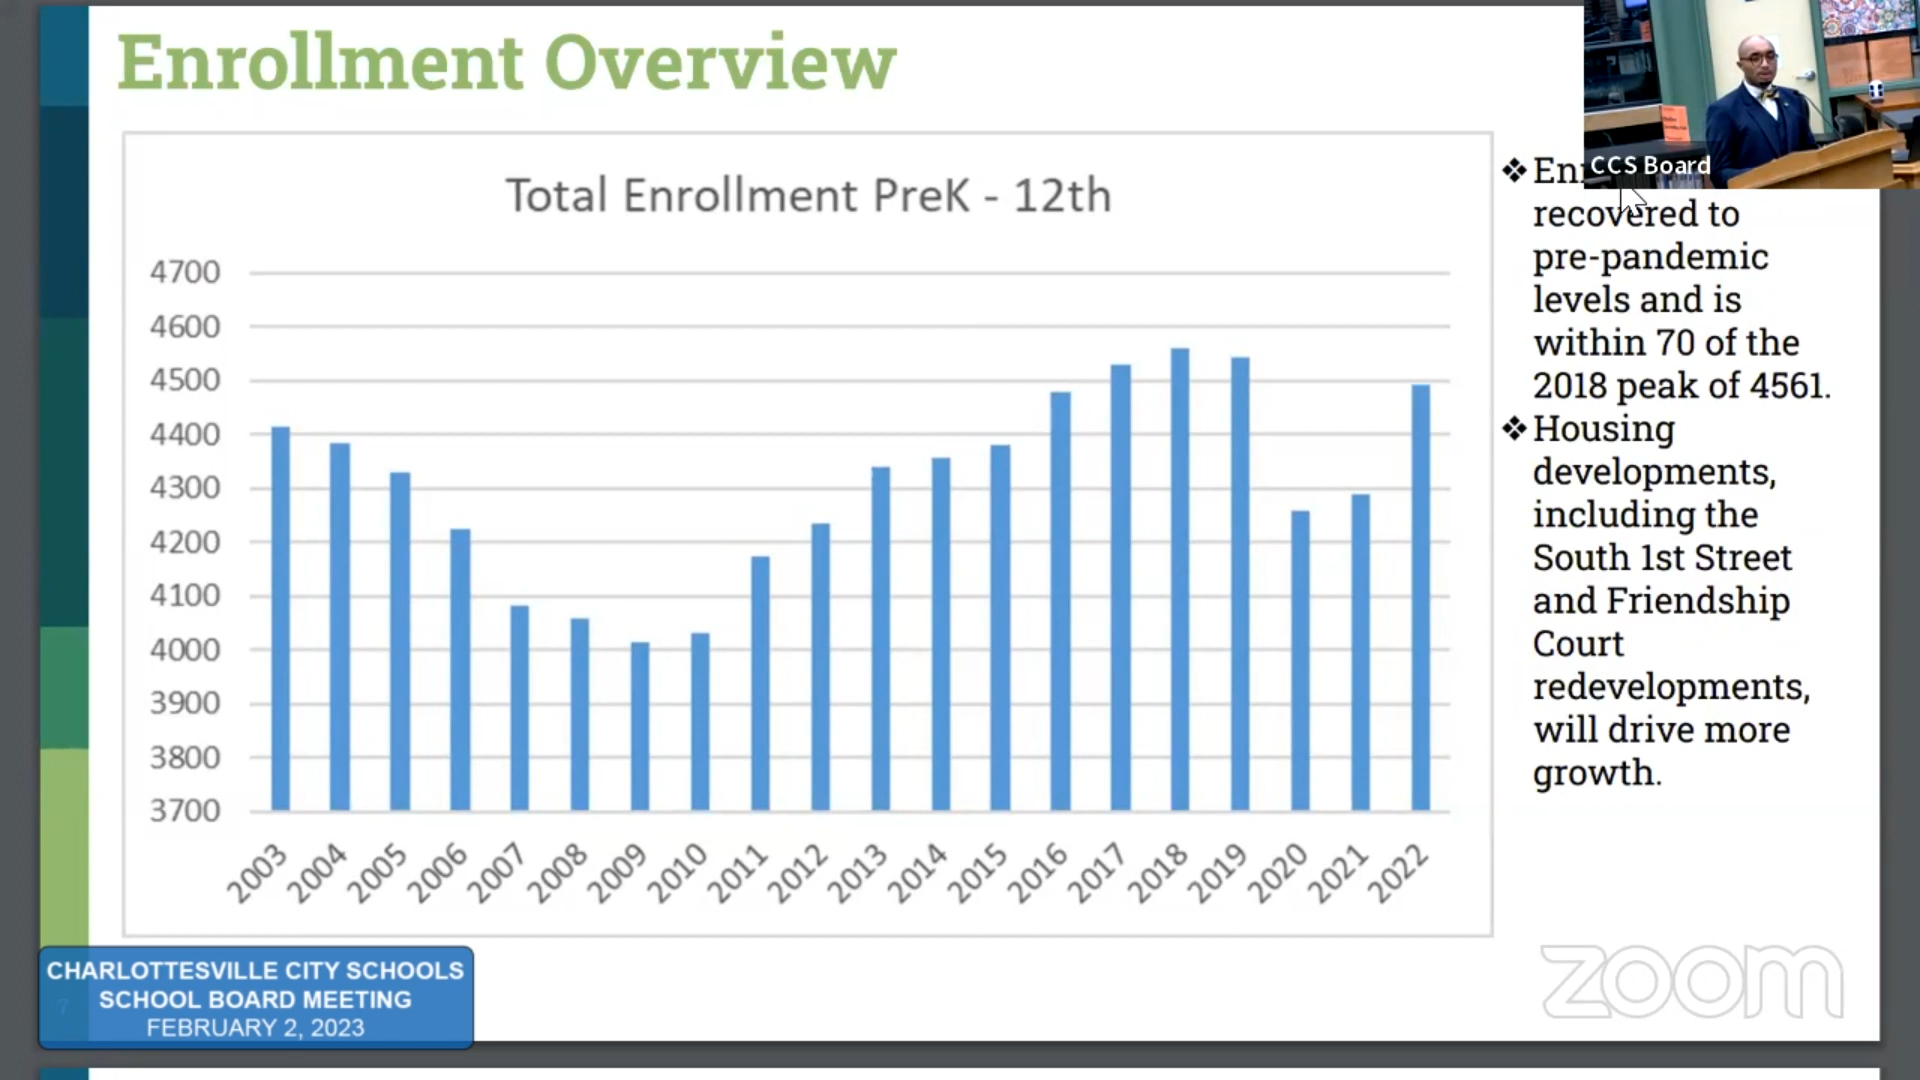 Enrollment Overview
Total Enrollment PreK - 12th
4700
4600
4500
4400
4300
4200
4100
4000
3900
3800
3700
2003 2004 2005 2006 2007 2008 2009 2010 2011 2012 2013 2014 2015 2016 2017 2018 2019 2020 2021 2022
CCS Board
recovered to
pre-pandemic
levels and is
within 70 of the
2018 peak of 4561.
Housing
developments,
including the
South 1st Street
and Friendship
Court
redevelopments,
will drive more
growth.
CHARLOTTESVILLE CITY SCHOOLS
SCHOOL BOARD MEETING
FEBRUARY 2, 2023
7
zoom